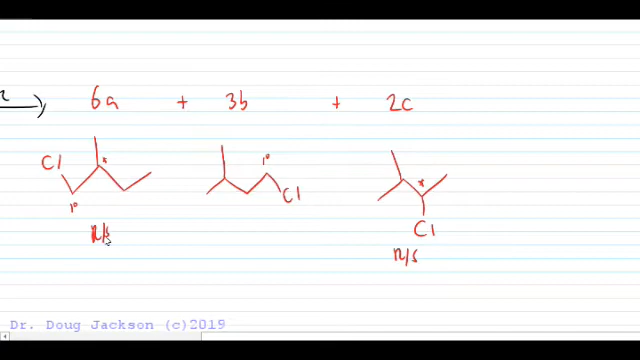 6a + 3b + 2c
Cl * 1° *
1° Cl
R/S Cl
R/S
Dr. Doug Jackson (c)2019